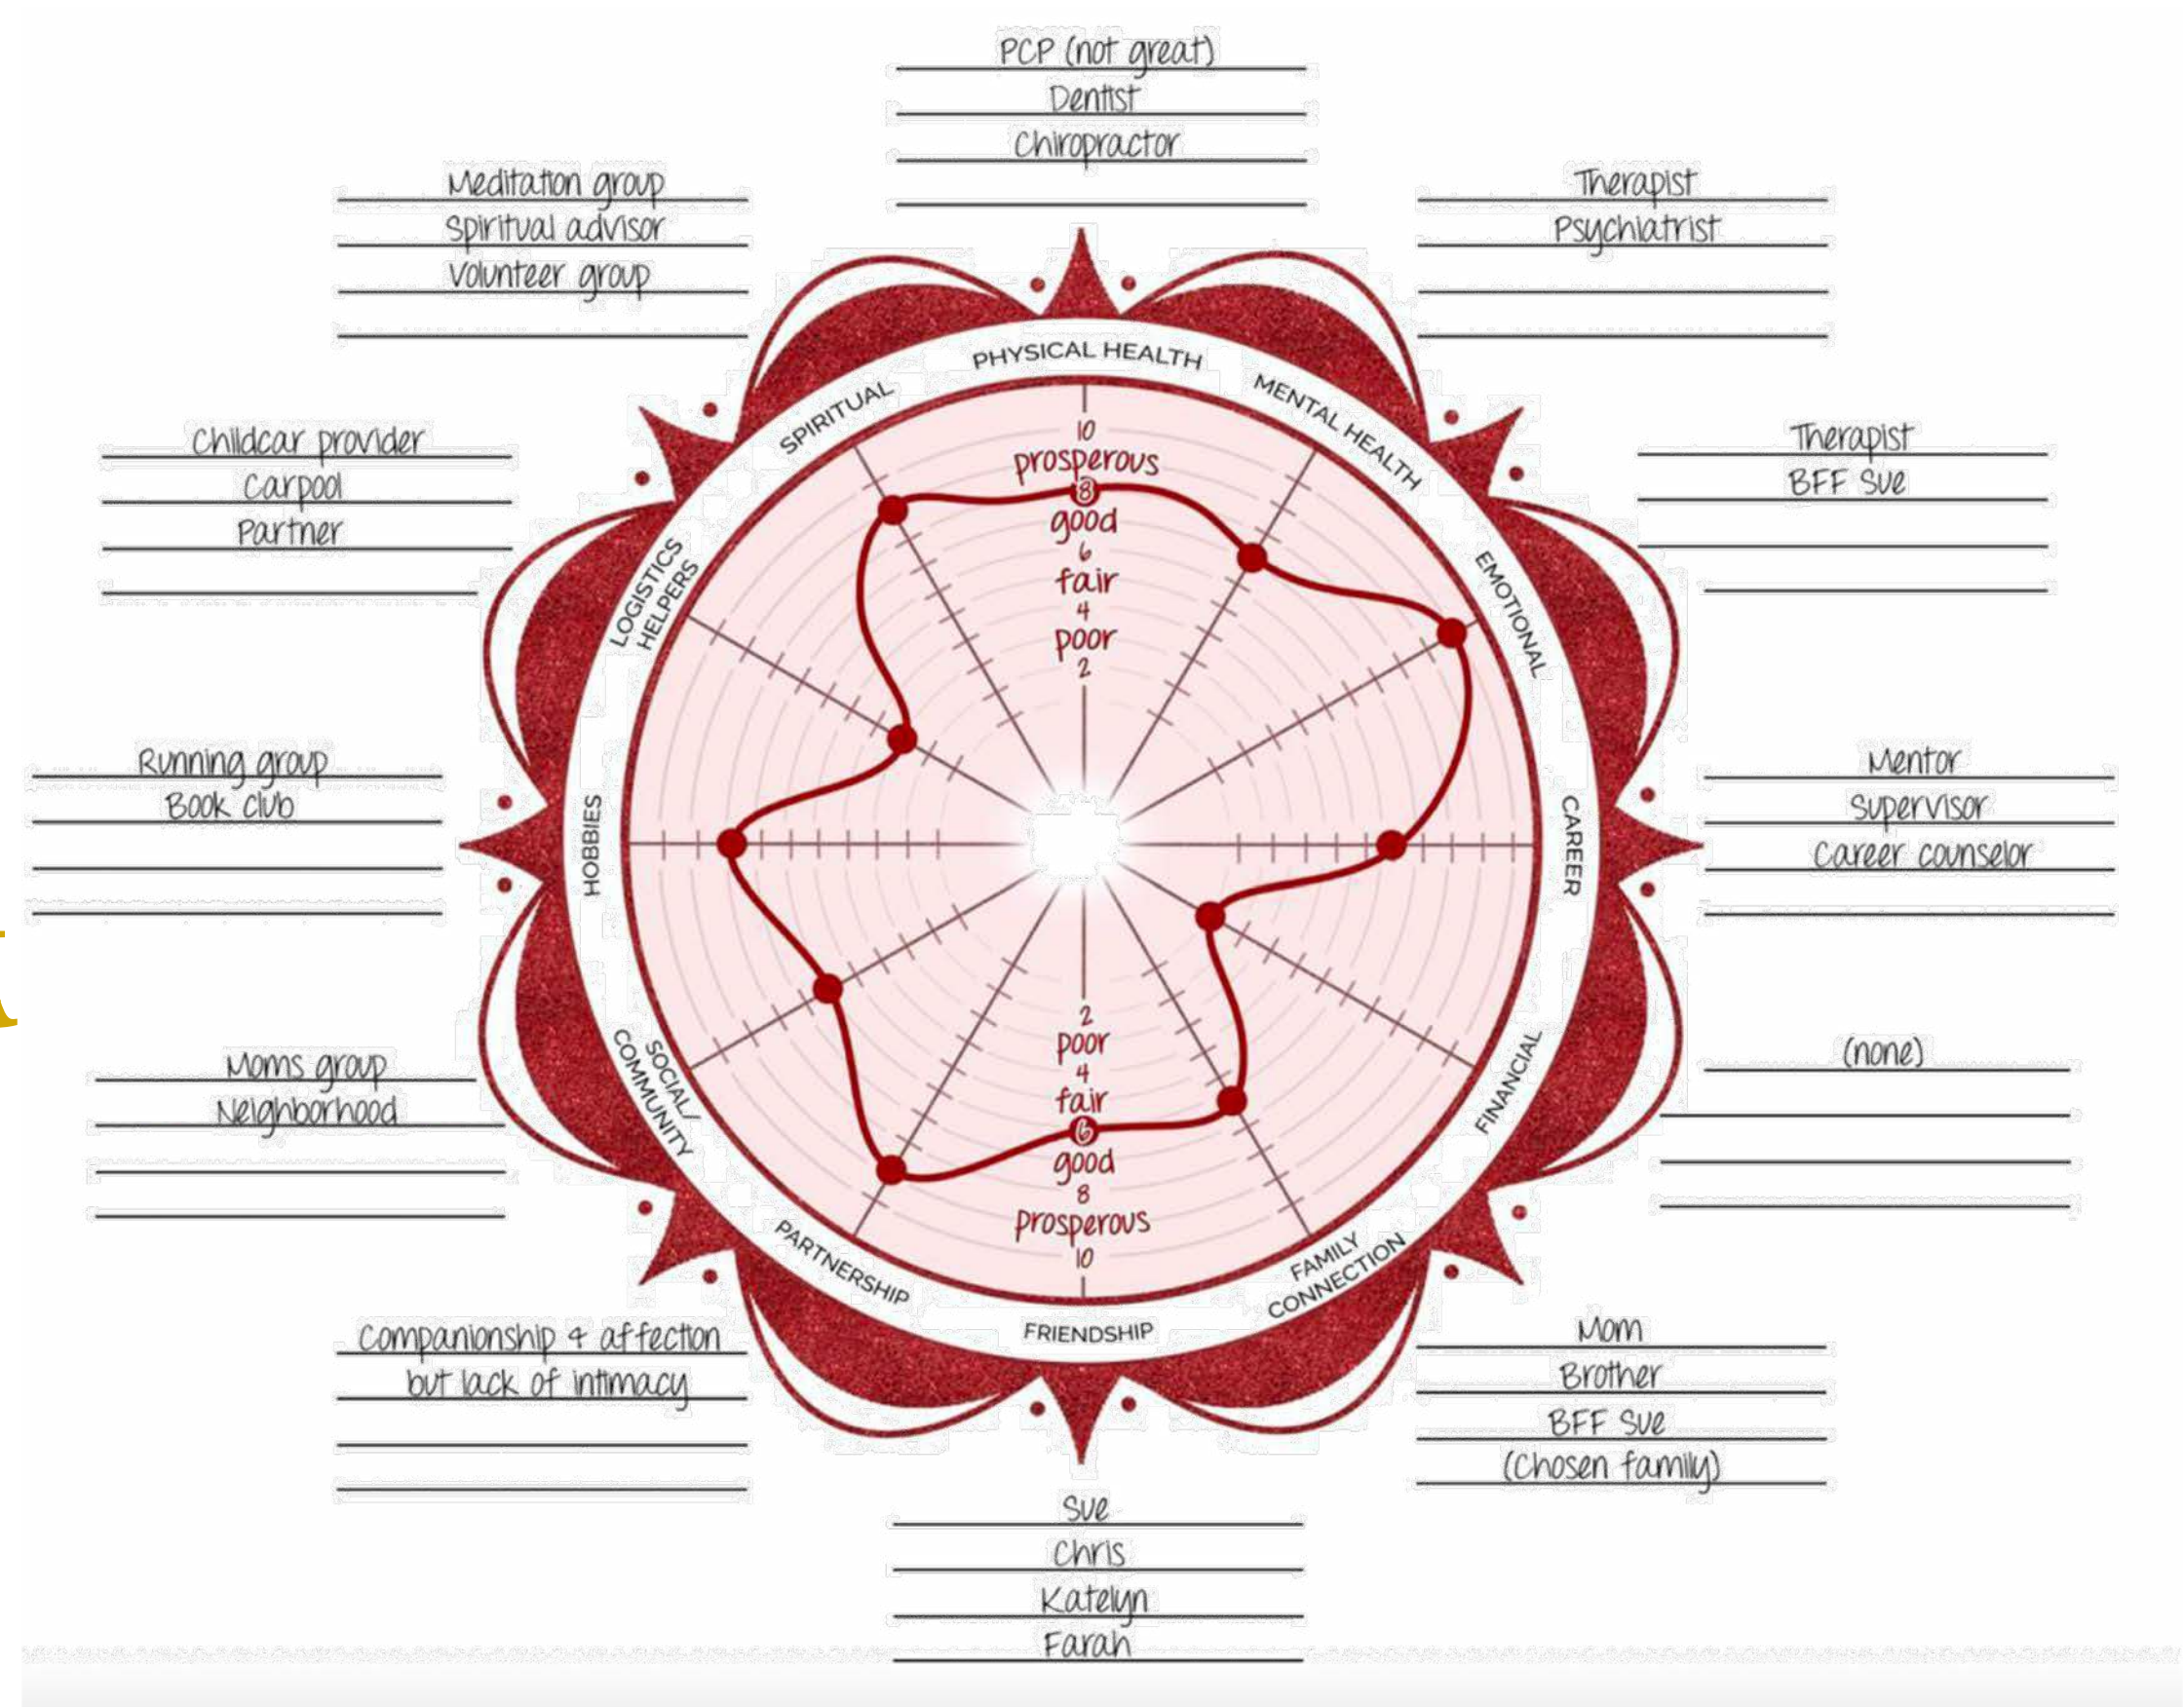 PCP (not great)
Dentist
Chiropractor
Meditation group
Spiritual advisor
Volunteer group
Therapist
Psychiatrist
Childcar provider
Carpool
Partner
Therapist
BFF Sue
Running group
Book club
Mentor
Supervisor
Career counselor
Moms group
Neighborhood
(none)
Companionship & affection
but lack of intimacy
Mom
Brother
BFF Sue
(Chosen family)
Sue
Chris
Katelyn
Farah
PHYSICAL HEALTH
MENTAL HEALTH
EMOTIONAL
CAREER
FINANCIAL
FAMILY
CONNECTION
FRIENDSHIP
PARTNERSHIP
SOCIAL/
COMMUNITY
HOBBIES
LOGISTICS
HELPERS
SPIRITUAL
10
prosperous
8
good
6
fair
4
poor
2
2
poor
4
fair
6
good
8
prosperous
10